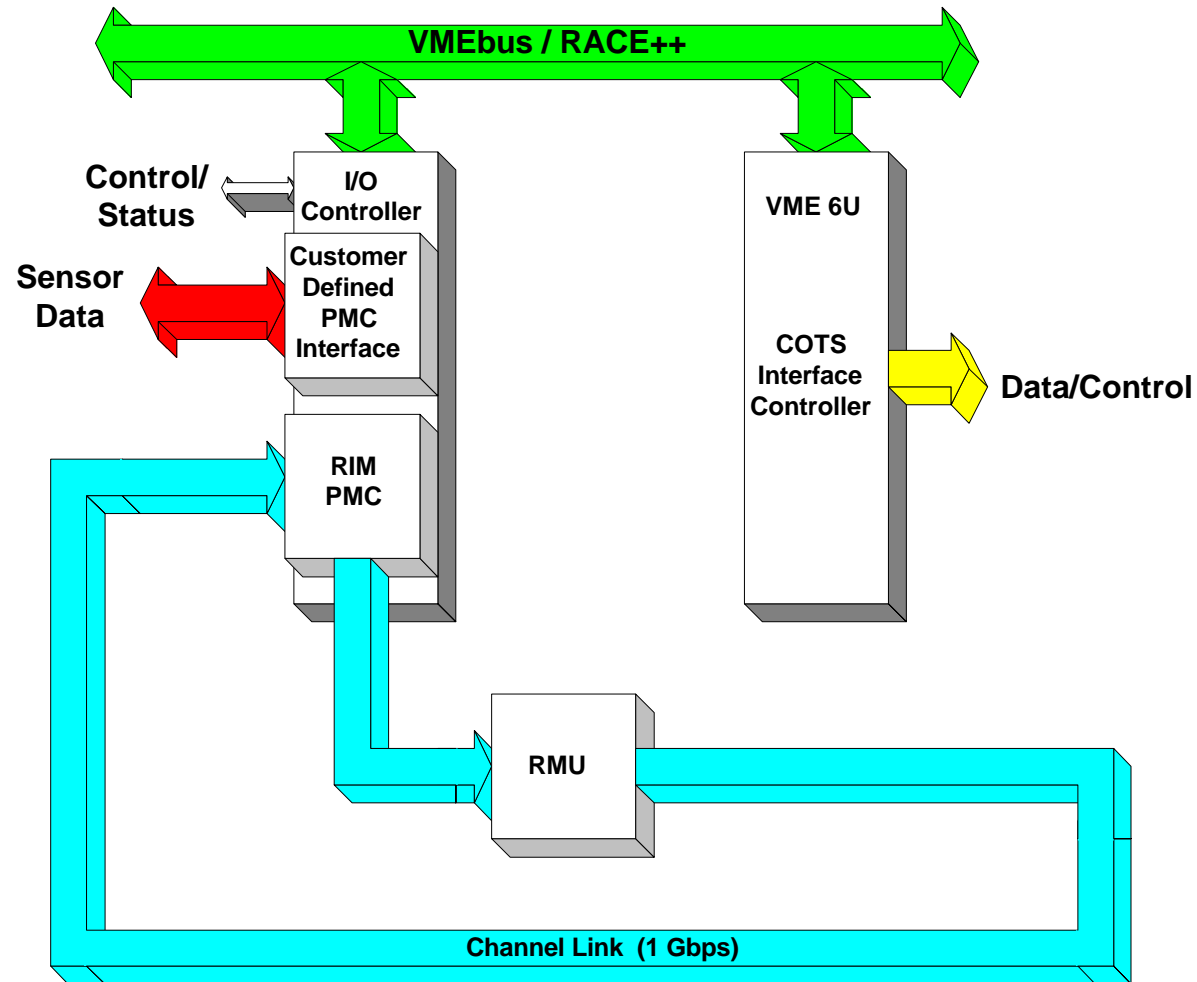 VMEbus / RACE++
Control/
Status
I/O
Controller
VME 6U
Sensor
Data
Customer
Defined
PMC
Interface
COTS
Interface
Controller
Data/Control
RIM
PMC
RMU
Channel Link (1 Gbps)